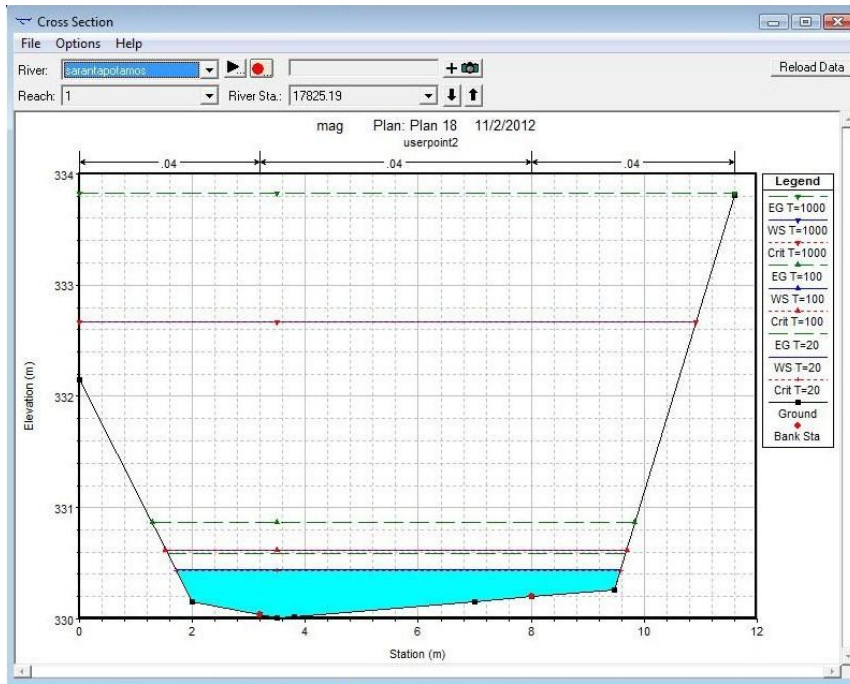 Cross Section
File Options Help
River: sarantapotamos
Reload Data
Reach: 1 River Sta.: 17825.19
mag Plan: Plan 18 11/2/2012
userpoint2
.04 .04 .04
334
333
332
331
330
Elevation (m)
0 2 4 6 8 10 12
Station (m)
Legend
EG T=1000
WS T=1000
Crit T=1000
EG T=100
WS T=100
Crit T=100
EG T=20
WS T=20
Crit T=20
Ground
Bank Sta